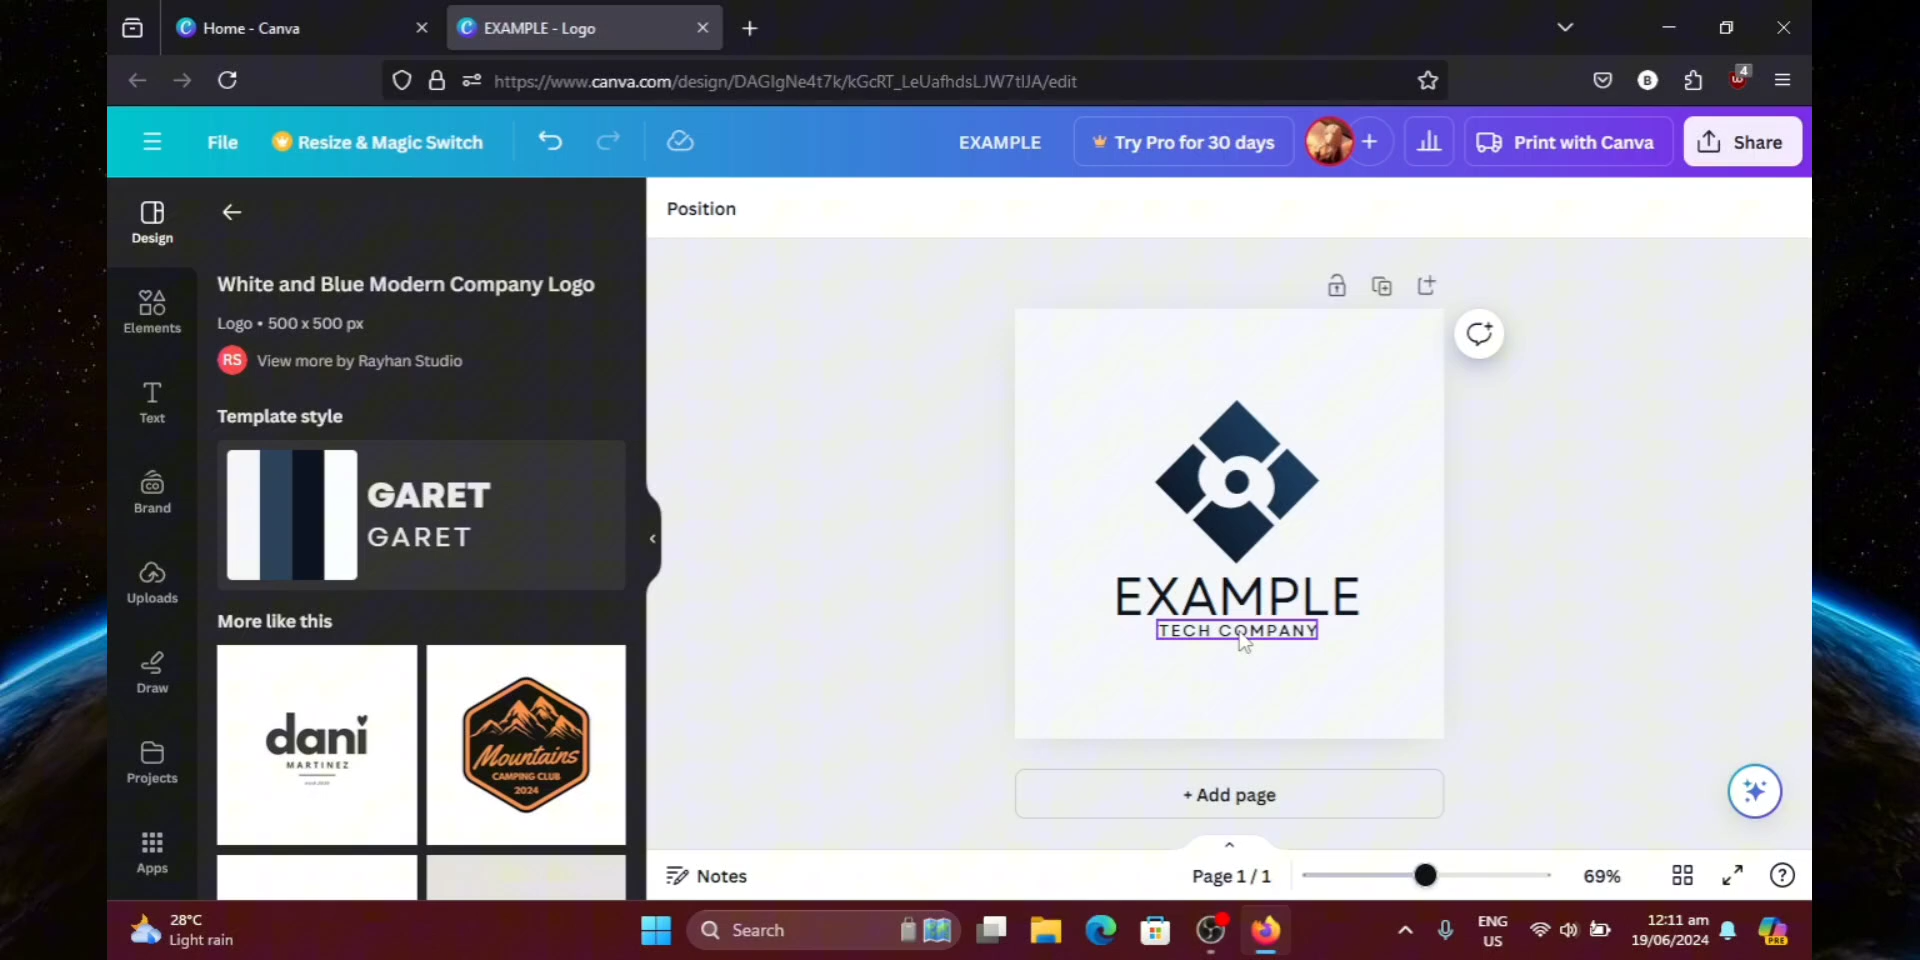 Home - Canva
EXAMPLE - Logo
https://www.canva.com/design/DAGIgNe4t7k/kGcRT_LeUafhdsLJW7tIJA/edit
B
4
File
Resize & Magic Switch
EXAMPLE
Try Pro for 30 days
Print with Canva
Share
Design
Elements
Text
Brand
Uploads
Draw
Projects
Apps
White and Blue Modern Company Logo
Logo • 500 x 500 px
RS
View more by Rayhan Studio
Template style
GARET
GARET
More like this
dani
MARTINEZ
Mountains
CAMPING CLUB
2024
Position
EXAMPLE
TECH COMPANY
+ Add page
Notes
Page 1 / 1
69%
28°C
Light rain
Search
ENG
US
12:11 am
19/06/2024
PRE